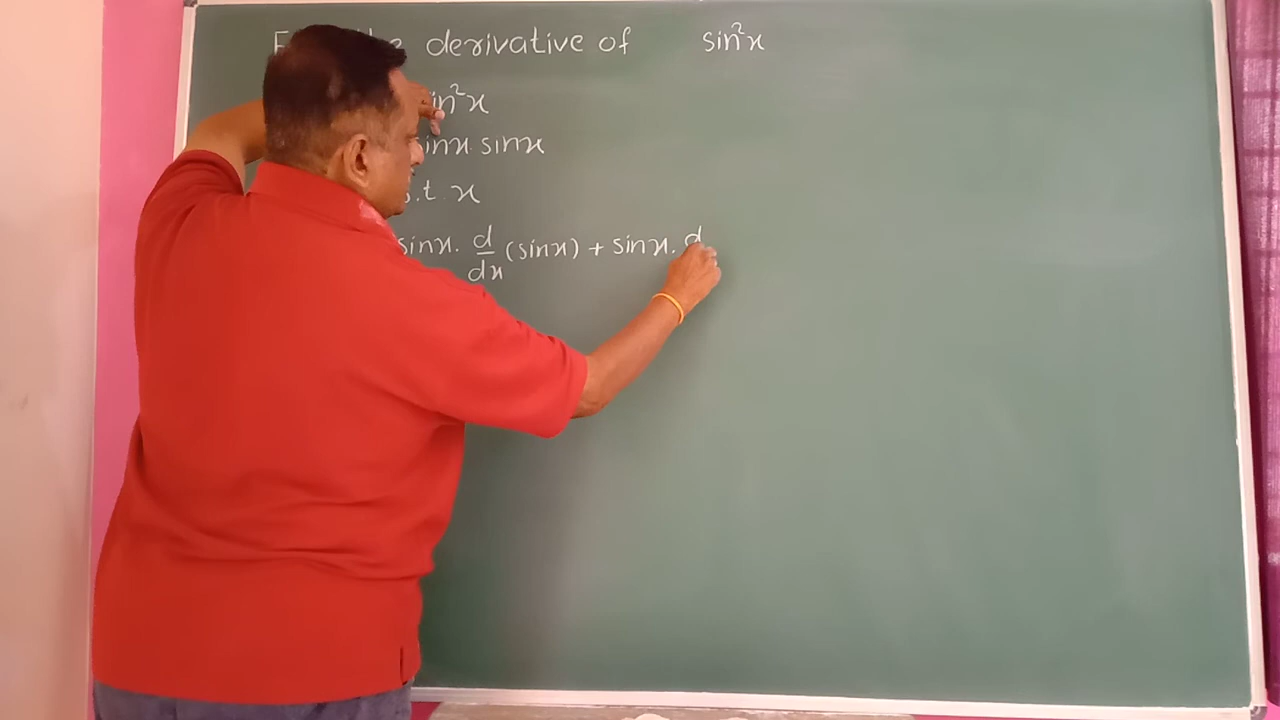 derivative of sin²x
in²x
sinx. sinx
.t. x
sinx. d/dx (sinx) + sinx. d